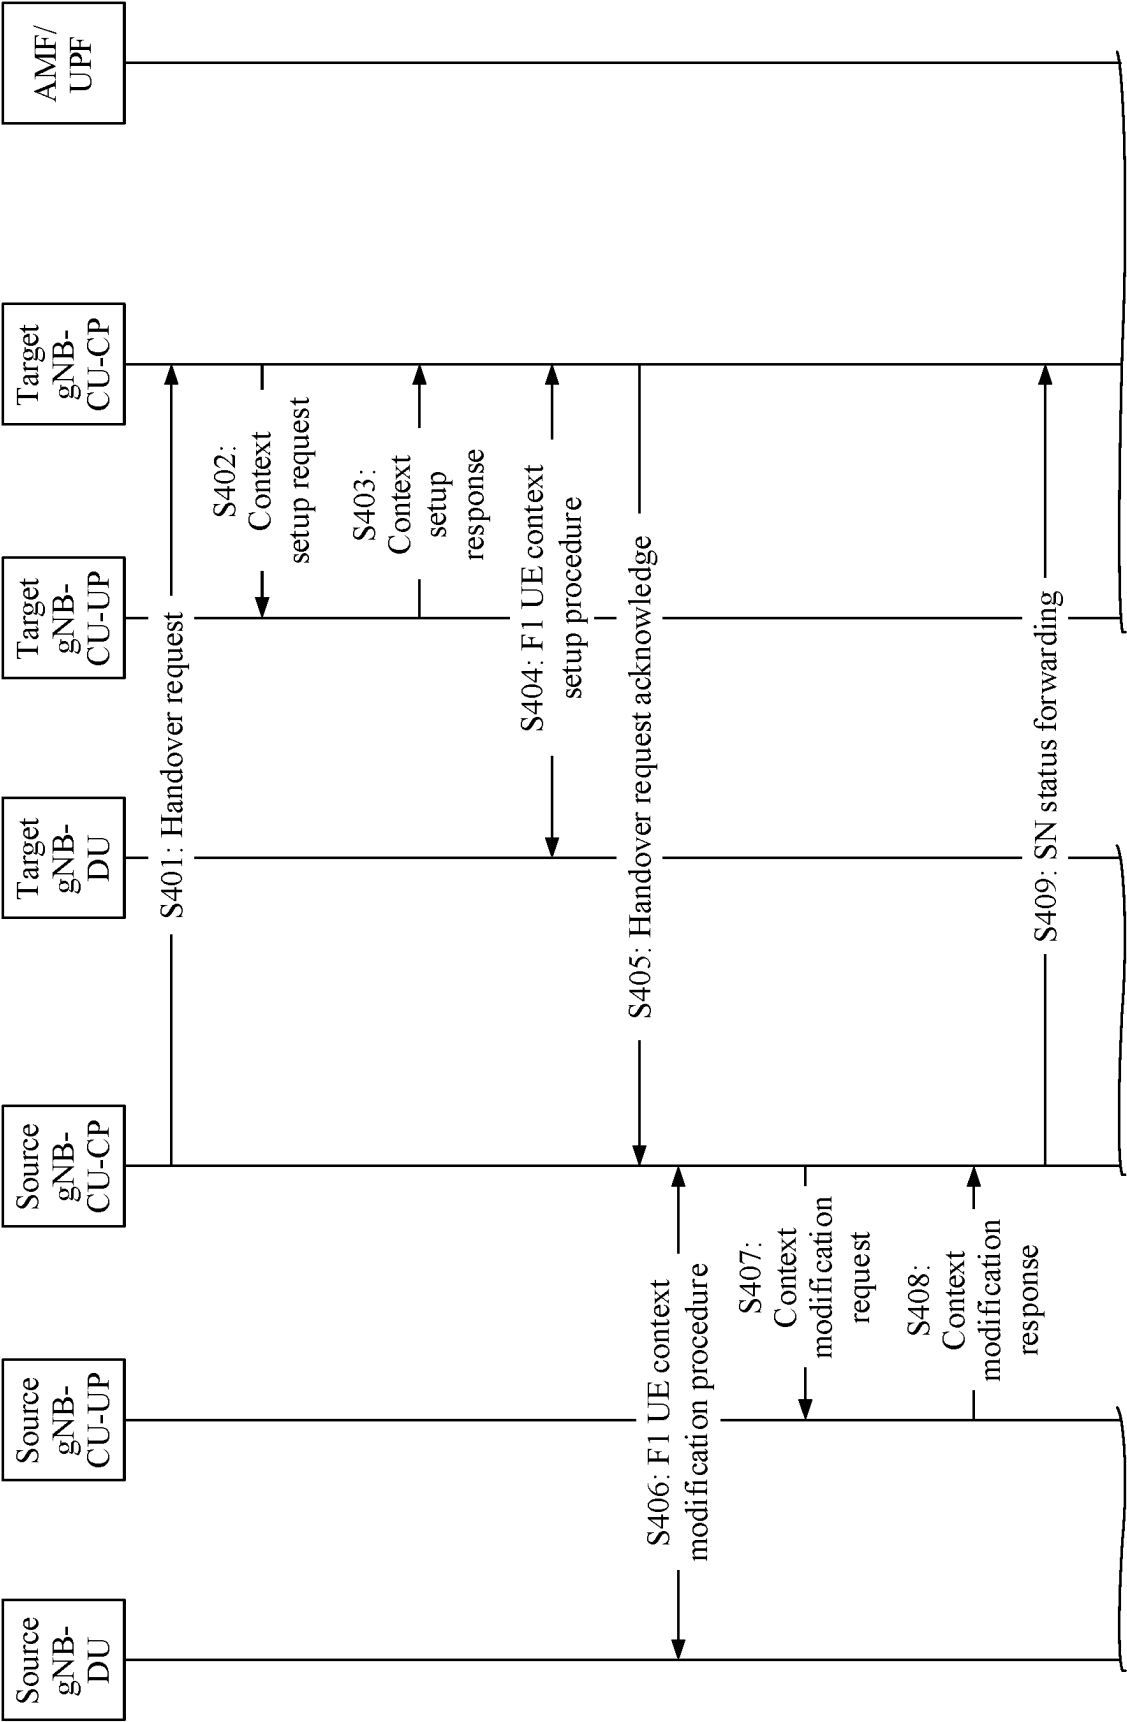 Source
gNB-
DU
Source
gNB-
CU-UP
Source
gNB-
CU-CP
Target
gNB-
DU
Target
gNB-
CU-UP
Target
gNB-
CU-CP
AMF/
UPF
S401: Handover request
S402:
Context
setup request
S403:
Context
setup
response
S404: F1 UE context
setup procedure
S405: Handover request acknowledge
S406: F1 UE context
modification procedure
S407:
Context
modification
request
S408:
Context
modification
response
S409: SN status forwarding